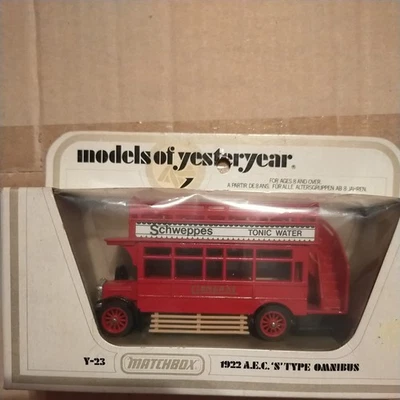 models of yesteryear®
FOR AGES 8 AND OVER.
A PARTIR DE 8 ANS. FÜR ALLE ALTERSGRUPPEN AB 8 JAHREN.
Schweppes TONIC WATER
Y-23 MATCHBOX 1922 A.E.C. 'S' TYPE OMNIBUS